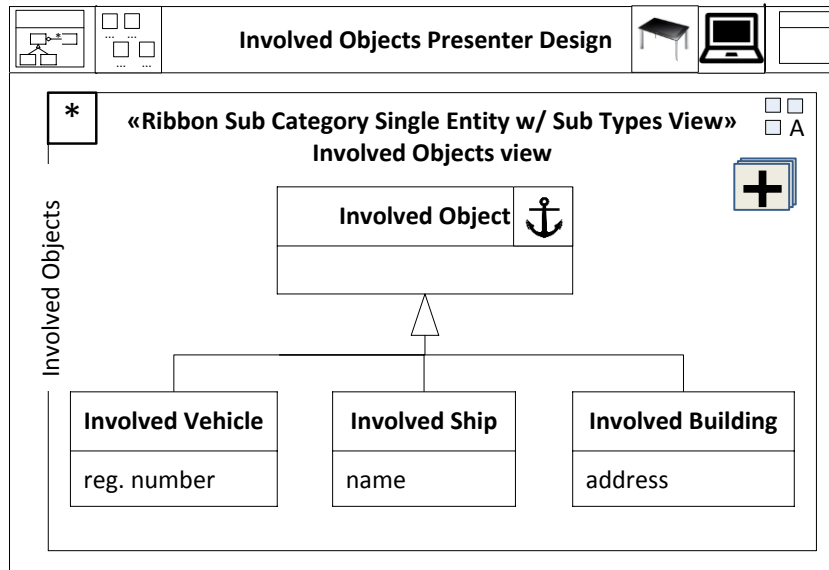 Involved Objects Presenter Design
*
... ...
... ...
*
«Ribbon Sub Category Single Entity w/ Sub Types View»
Involved Objects view
A
Involved Objects
Involved Object
Involved Vehicle
reg. number
Involved Ship
name
Involved Building
address